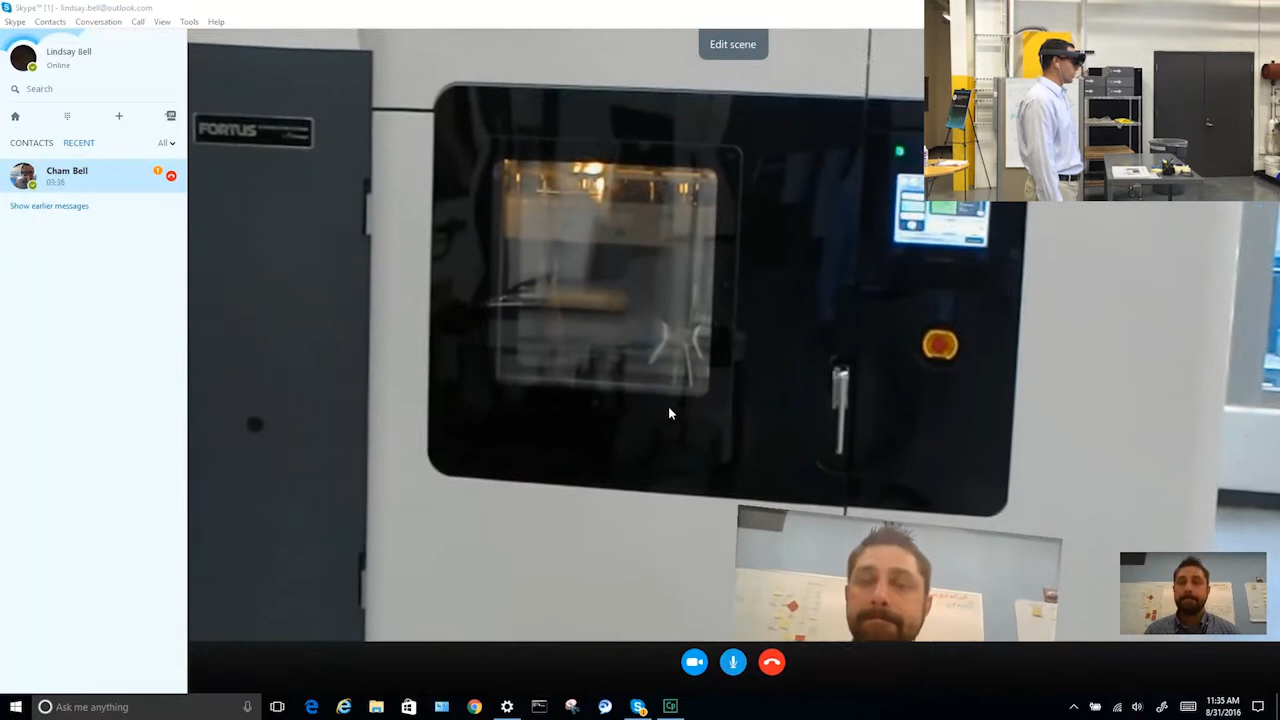 Skype™ [1] - lindsay.bell@outlook.com
Skype Contacts Conversation Call View Tools Help
Lindsay Bell
Online
Search
CONTACTS RECENT All
Cham Bell
1
03:36
Show earlier messages
Edit scene
FORTUS
Ask me anything
Cp
11:35 AM
8/31/2016